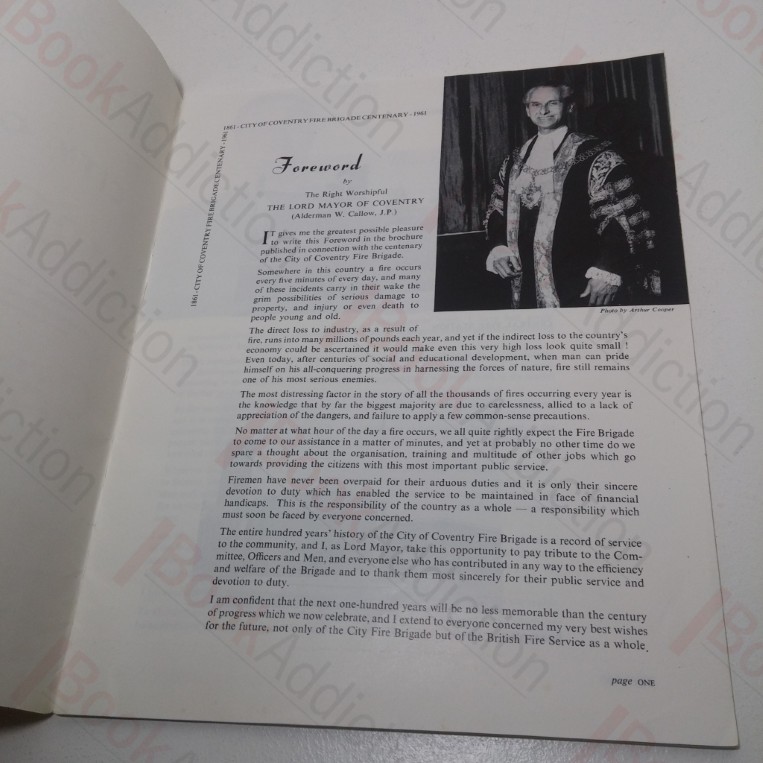 1861 - CITY OF COVENTRY FIRE BRIGADE CENTENARY - 1961
1861 - CITY OF COVENTRY FIRE BRIGADE CENTENARY - 1961
Foreword
by
The Right Worshipful
THE LORD MAYOR OF COVENTRY
(Alderman W. Callow, J.P.)
IT gives me the greatest possible pleasure
to write this Foreword in the brochure
published in connection with the centenary
of the City of Coventry Fire Brigade.
Somewhere in this country a fire occurs
every five minutes of every day, and many
of these incidents carry in their wake the
grim possibilities of serious damage to
property, and injury or even death to
people young and old.
Photo by Arthur Cooper
The direct loss to industry, as a result of
fire, runs into many millions of pounds each year, and yet if the indirect loss to the country's
economy could be ascertained it would make even this very high loss look quite small !
Even today, after centuries of social and educational development, when man can pride
himself on his all-conquering progress in harnessing the forces of nature, fire still remains
one of his most serious enemies.
The most distressing factor in the story of all the thousands of fires occurring every year is
the knowledge that by far the biggest majority are due to carelessness, allied to a lack of
appreciation of the dangers, and failure to apply a few common-sense precautions.
No matter at what hour of the day a fire occurs, we all quite rightly expect the Fire Brigade
to come to our assistance in a matter of minutes, and yet at probably no other time do we
spare a thought about the organisation, training and multitude of other jobs which go
towards providing the citizens with this most important public service.
Firemen have never been overpaid for their arduous duties and it is only their sincere
devotion to duty which has enabled the service to be maintained in face of financial
handicaps. This is the responsibility of the country as a whole — a responsibility which
must soon be faced by everyone concerned.
The entire hundred years' history of the City of Coventry Fire Brigade is a record of service
to the community, and I, as Lord Mayor, take this opportunity to pay tribute to the Com-
mittee, Officers and Men, and everyone else who has contributed in any way to the efficiency
and welfare of the Brigade and to thank them most sincerely for their public service and
devotion to duty.
I am confident that the next one-hundred years will be no less memorable than the century
of progress which we now celebrate, and I extend to everyone concerned my very best wishes
for the future, not only of the City Fire Brigade but of the British Fire Service as a whole.
page ONE
BookAddiction